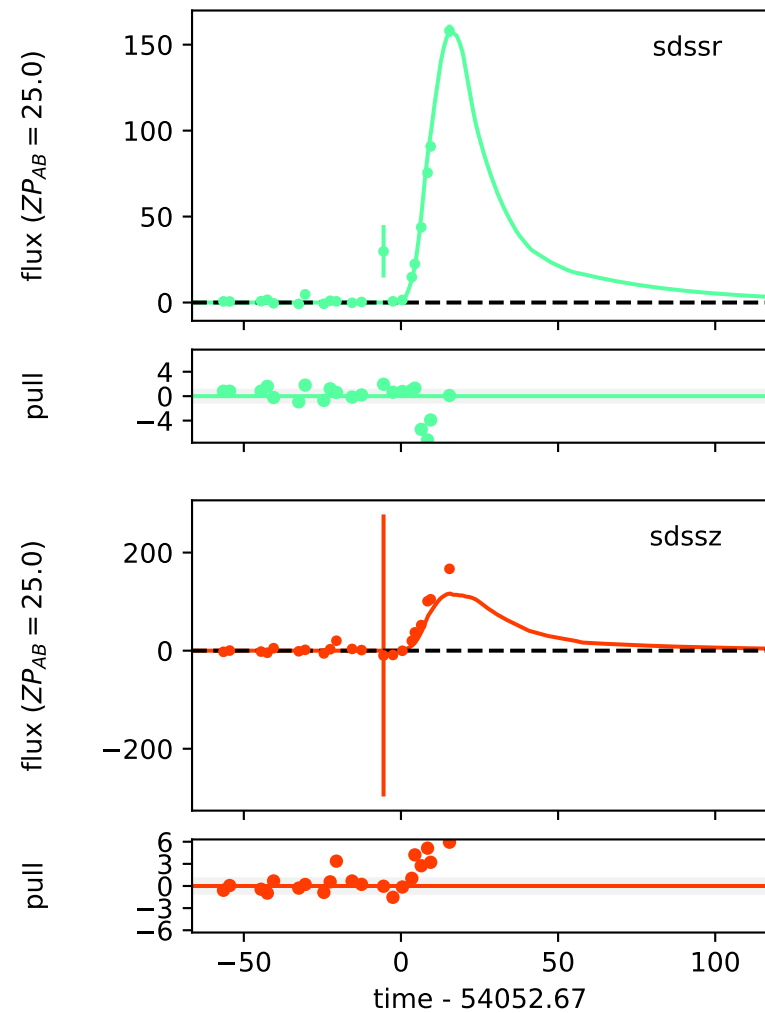 sdssr
flux (ZP_AB = 25.0)
150
100
50
0
pull
4
0
−4
sdssz
flux (ZP_AB = 25.0)
200
0
−200
pull
6
3
0
−3
−6
−50 0 50 100
time - 54052.67